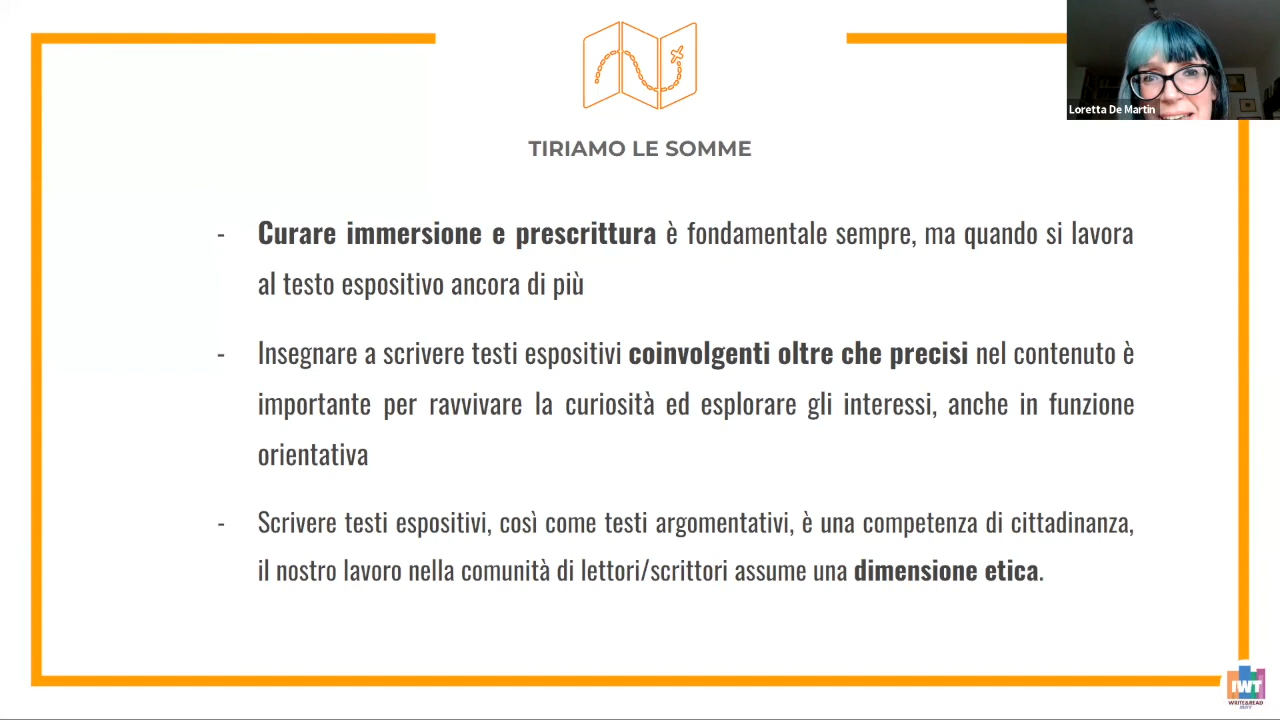 Loretta De Martin
TIRIAMO LE SOMME
- Curare immersione e prescrittura è fondamentale sempre, ma quando si lavora
al testo espositivo ancora di più
- Insegnare a scrivere testi espositivi coinvolgenti oltre che precisi nel contenuto è
importante per ravvivare la curiosità ed esplorare gli interessi, anche in funzione
orientativa
- Scrivere testi espositivi, così come testi argomentativi, è una competenza di cittadinanza,
il nostro lavoro nella comunità di lettori/scrittori assume una dimensione etica.
IWT
WRITE&READ